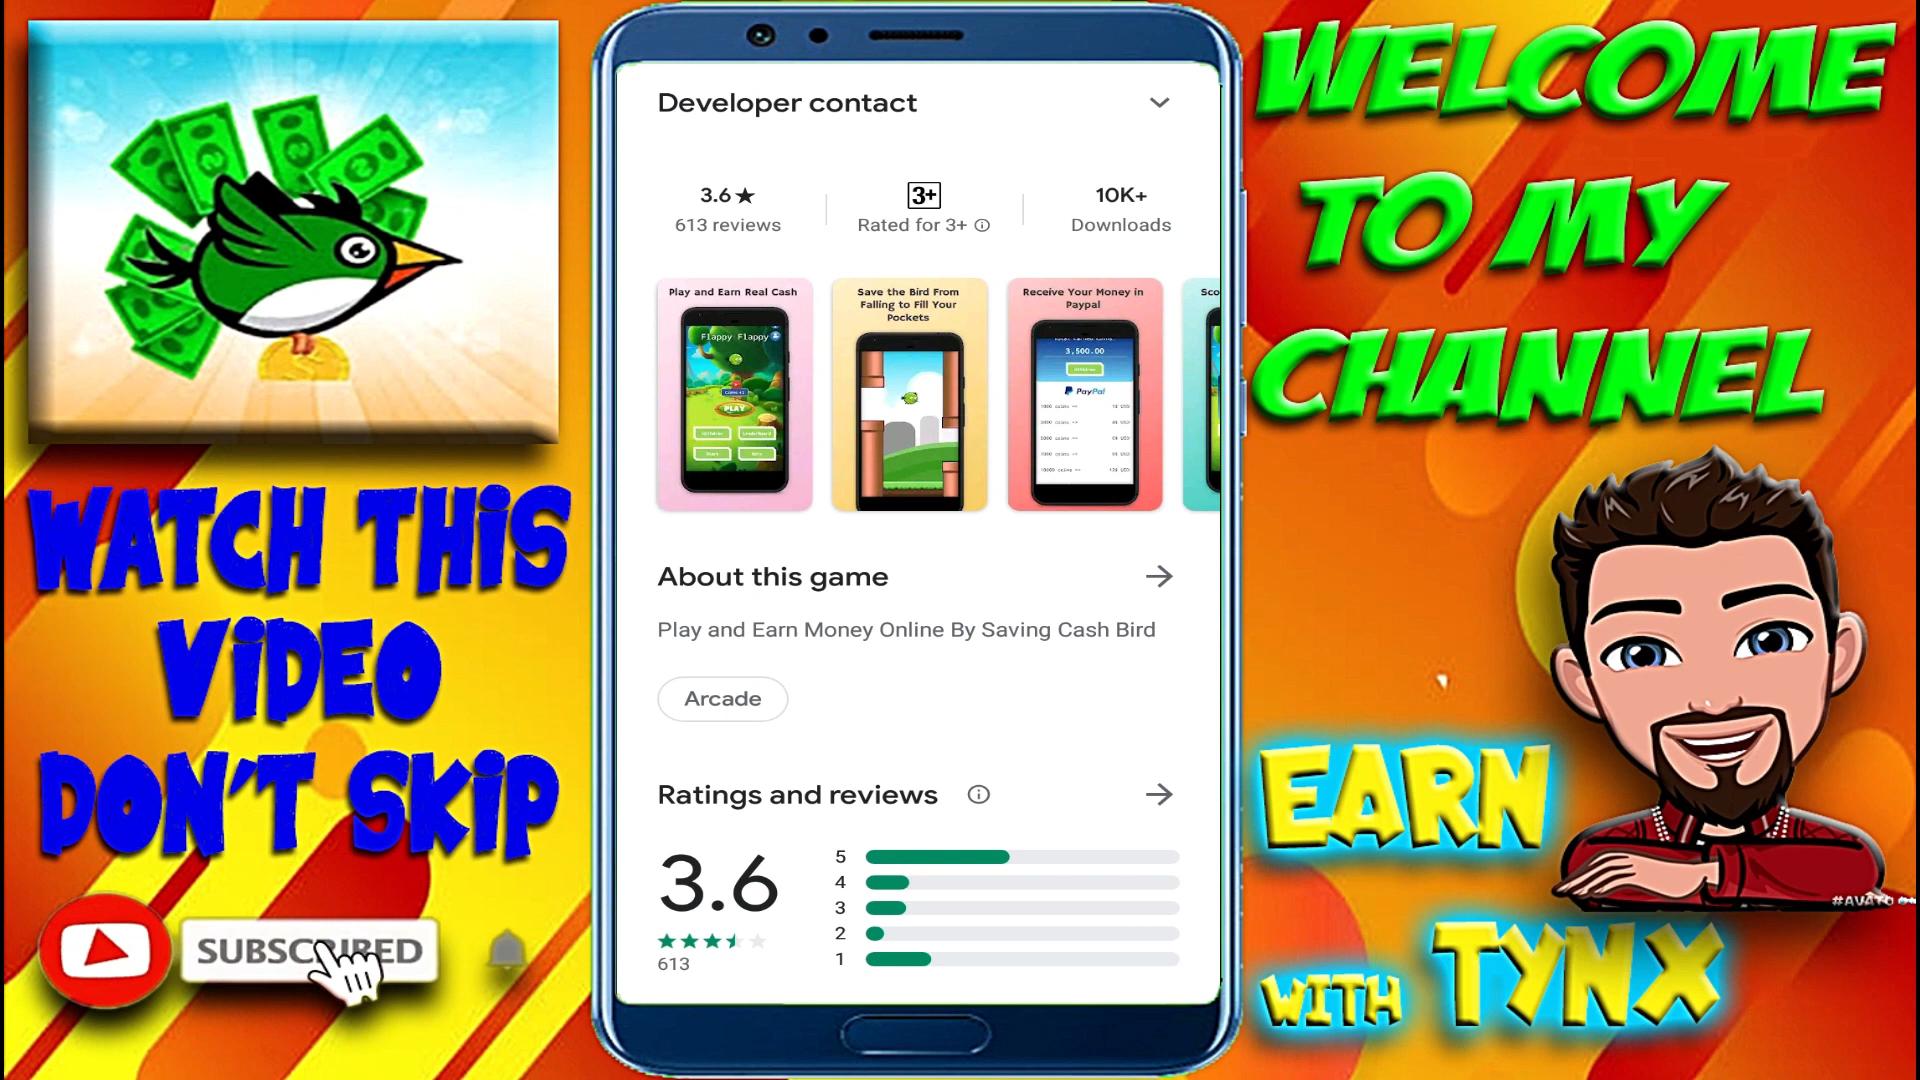 WATCH THIS
VIDEO
DON'T SKIP
SUBSCRIBED
Developer contact
3.6★
613 reviews
3+
Rated for 3+
10K+
Downloads
Play and Earn Real Cash
Flappy Flappy
PLAY
Save the Bird From
Falling to Fill Your
Pockets
Receive Your Money in
Paypal
3,500.00
PayPal
Sco
About this game
Play and Earn Money Online By Saving Cash Bird
Arcade
Ratings and reviews
3.6
613
5
4
3
2
1
WELCOME
TO MY
CHANNEL
EARN
WITH TYNX